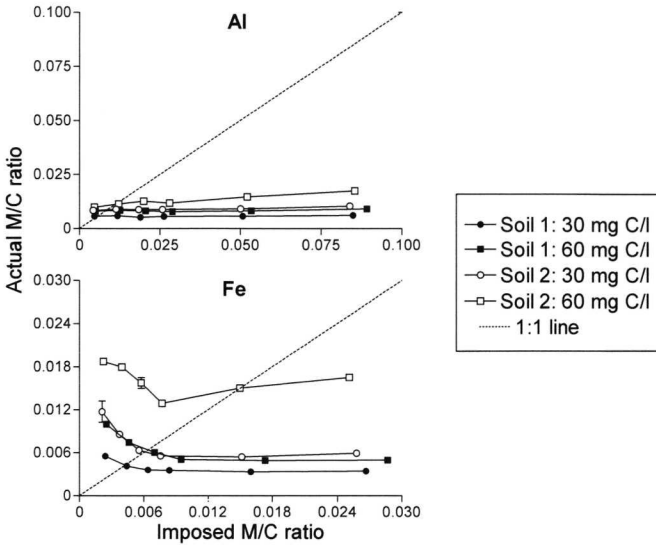 Al
0.100
0.075
0.050
0.025
0
0 0.025 0.050 0.075 0.100
Actual M/C ratio
Fe
0.030
0.024
0.018
0.012
0.006
0
0 0.006 0.012 0.018 0.024 0.030
Imposed M/C ratio
Soil 1: 30 mg C/l
Soil 1: 60 mg C/l
Soil 2: 30 mg C/l
Soil 2: 60 mg C/l
1:1 line